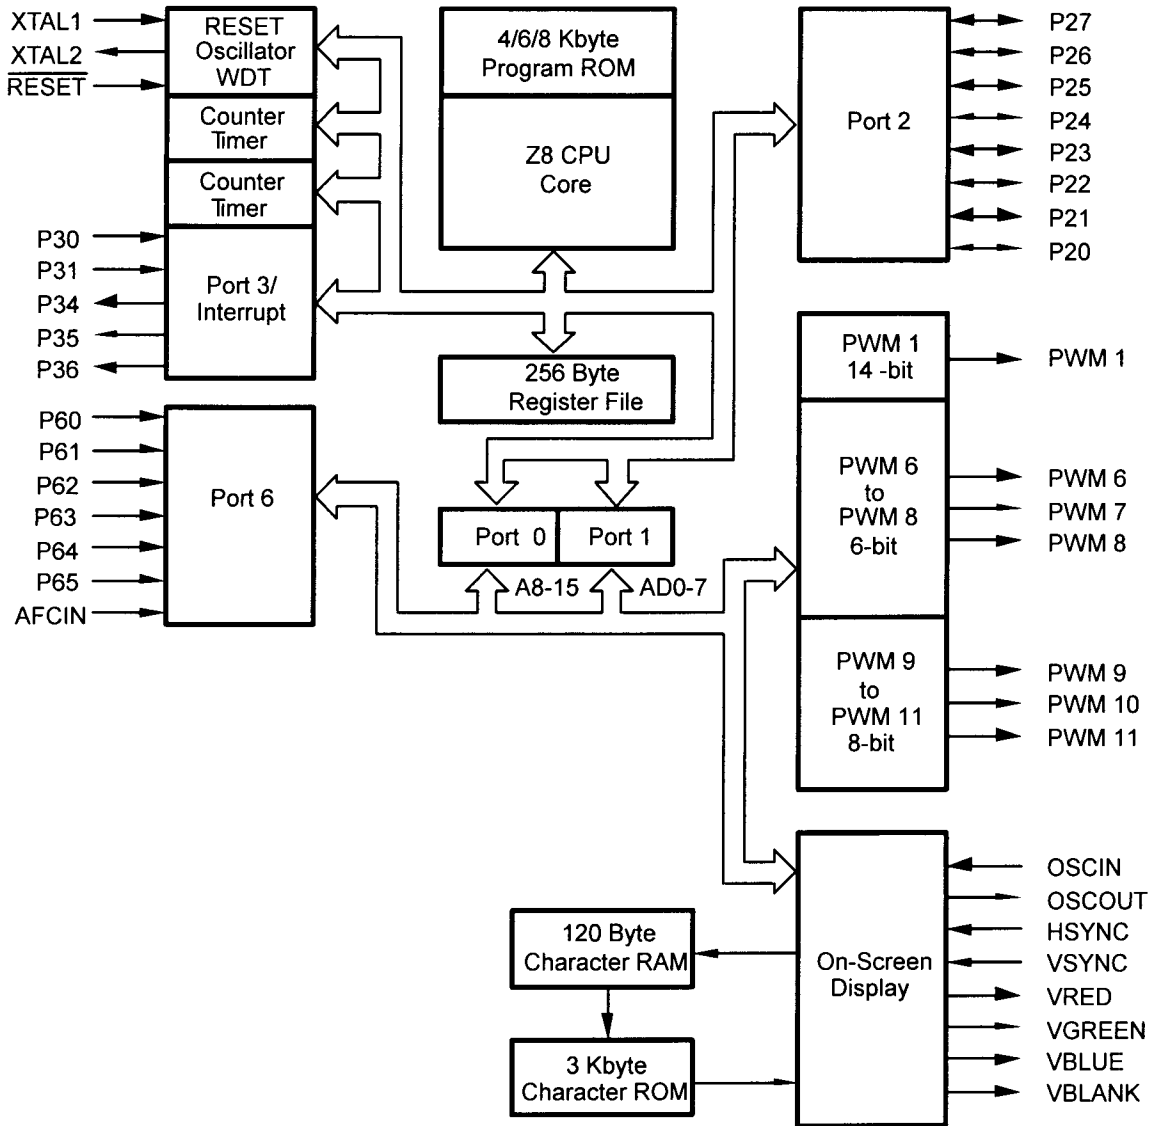 XTAL1
XTAL2
RESET
RESET
Oscillator
WDT
Counter
Timer
Counter
Timer
P30
P31
P34
P35
P36
Port 3/
Interrupt
P60
P61
P62
P63
P64
P65
AFCIN
Port 6
4/6/8 Kbyte
Program ROM
Z8 CPU
Core
256 Byte
Register File
Port 0
Port 1
A8-15
AD0-7
Port 2
P27
P26
P25
P24
P23
P22
P21
P20
PWM 1
14 -bit
PWM 1
PWM 6
to
PWM 8
6-bit
PWM 6
PWM 7
PWM 8
PWM 9
to
PWM 11
8-bit
PWM 9
PWM 10
PWM 11
120 Byte
Character RAM
3 Kbyte
Character ROM
On-Screen
Display
OSCIN
OSCOUT
HSYNC
VSYNC
VRED
VGREEN
VBLUE
VBLANK